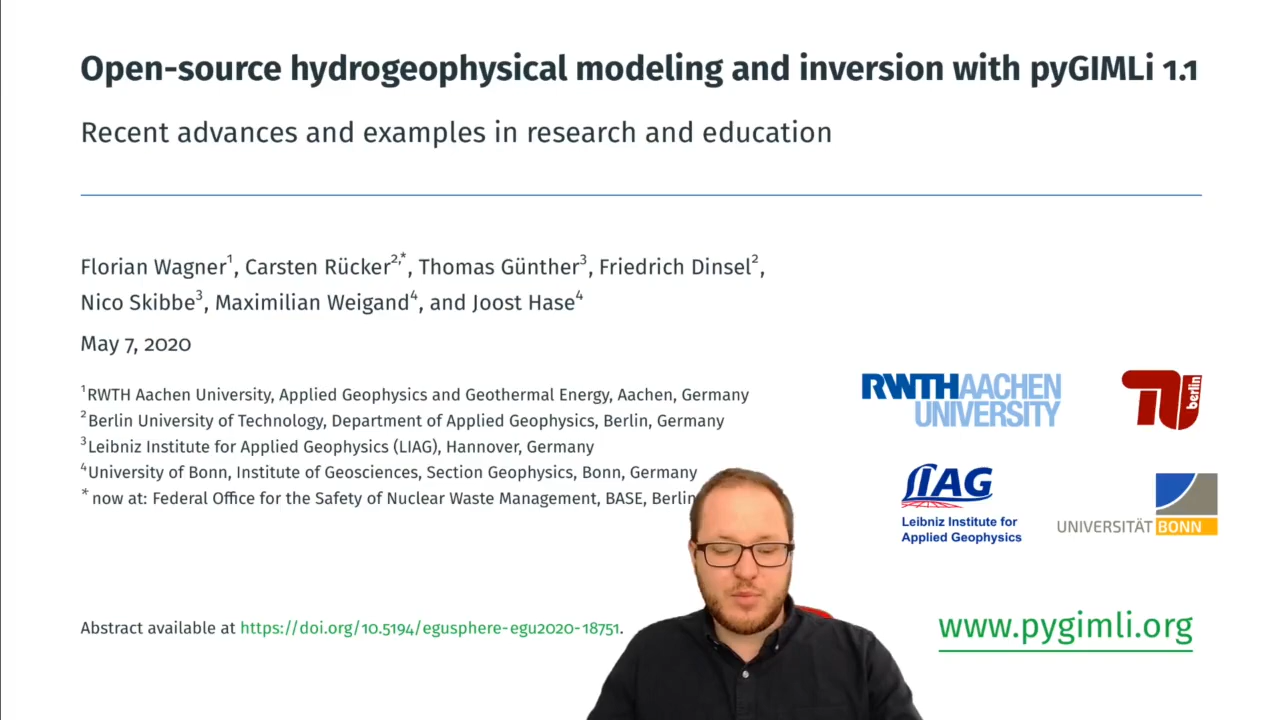 Open-source hydrogeophysical modeling and inversion with pyGIMLi 1.1
Recent advances and examples in research and education
Florian Wagner¹, Carsten Rücker²,*, Thomas Günther³, Friedrich Dinsel²,
Nico Skibbe³, Maximilian Weigand⁴, and Joost Hase⁴
May 7, 2020
¹RWTH Aachen University, Applied Geophysics and Geothermal Energy, Aachen, Germany
²Berlin University of Technology, Department of Applied Geophysics, Berlin, Germany
³Leibniz Institute for Applied Geophysics (LIAG), Hannover, Germany
⁴University of Bonn, Institute of Geosciences, Section Geophysics, Bonn, Germany
* now at: Federal Office for the Safety of Nuclear Waste Management, BASE, Berlin
RWTH AACHEN
UNIVERSITY
TU berlin
LIAG
Leibniz Institute for
Applied Geophysics
UNIVERSITÄT BONN
Abstract available at https://doi.org/10.5194/egusphere-egu2020-18751.
www.pygimli.org